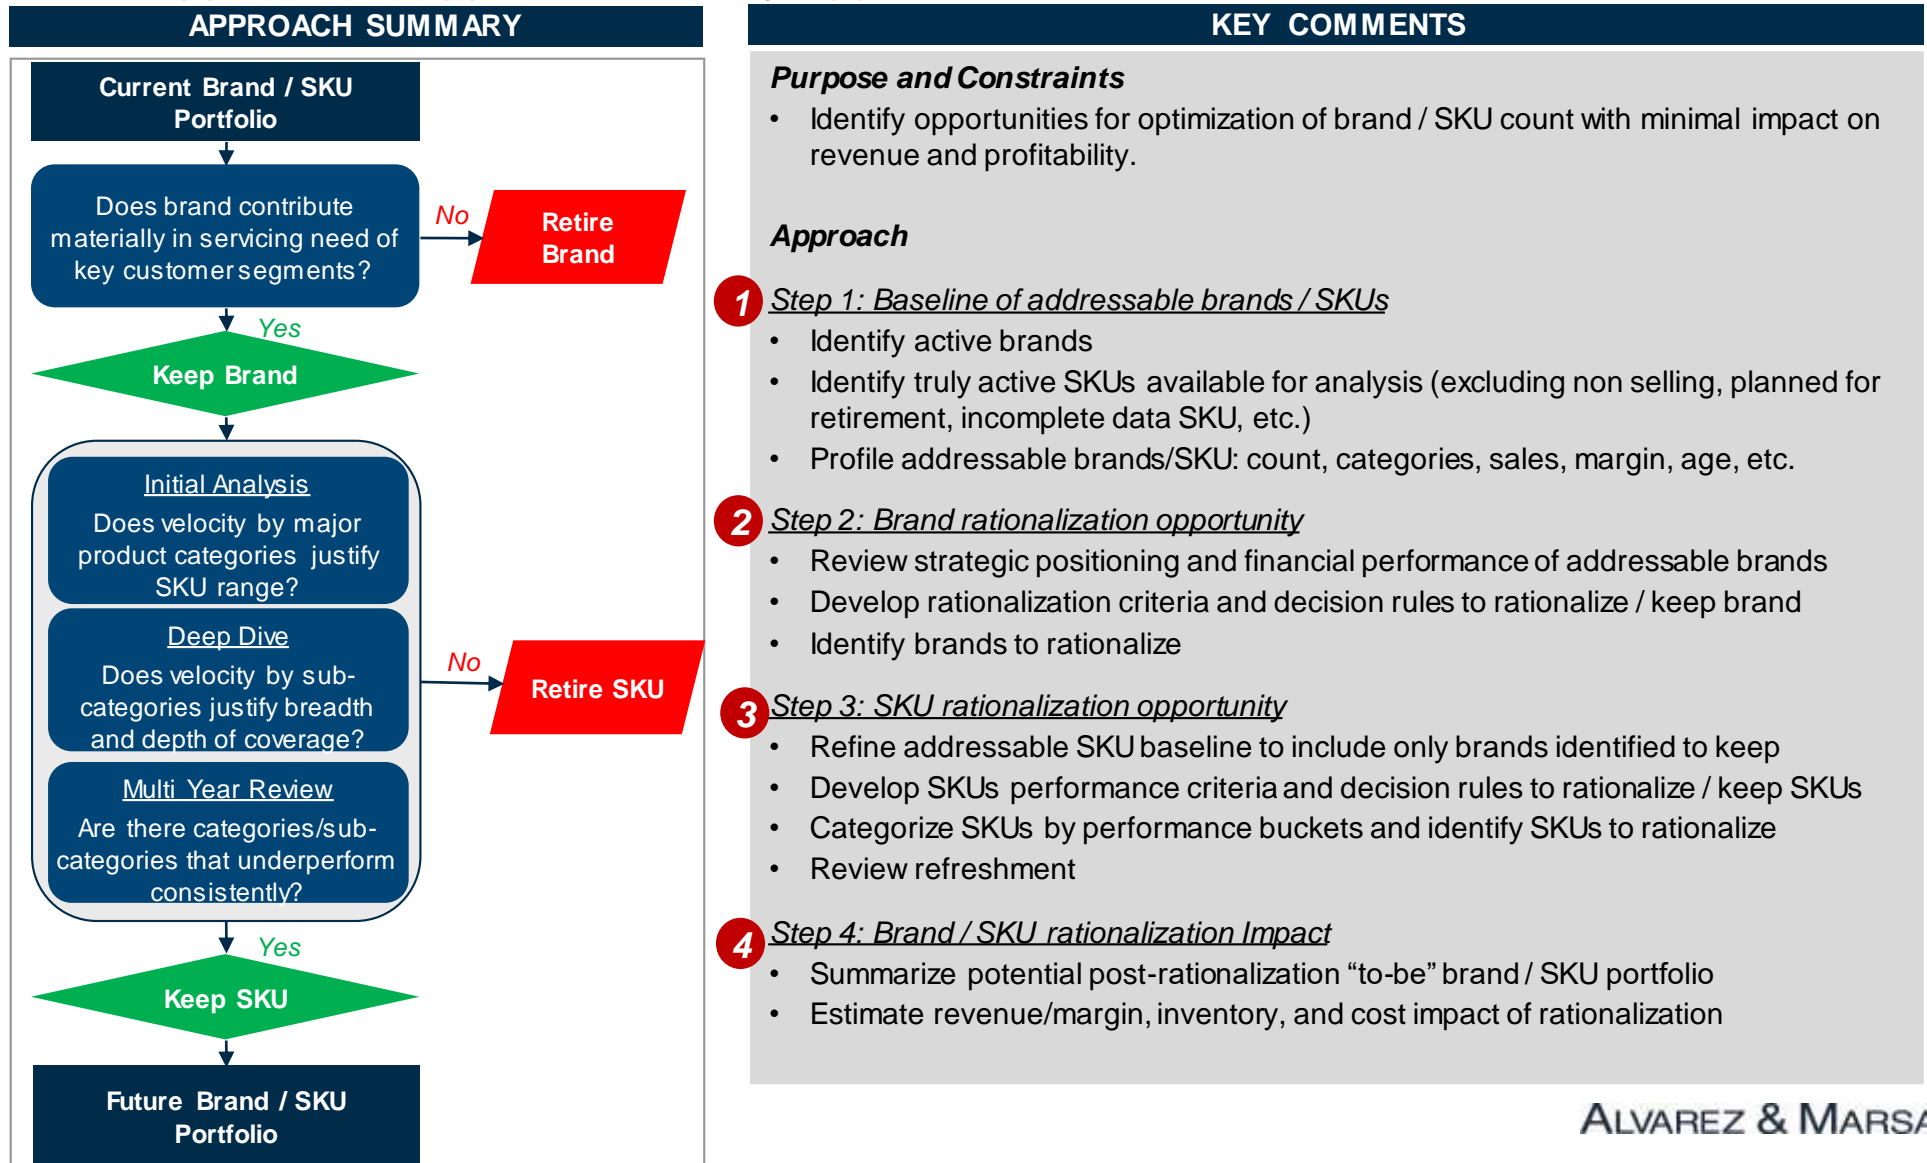 APPROACH SUMMARY
Current Brand / SKU
Portfolio
Does brand contribute
materially in servicing need of
key customer segments?
No
Retire
Brand
Yes
Keep Brand
Initial Analysis
Does velocity by major
product categories justify
SKU range?
Deep Dive
Does velocity by sub-
categories justify breadth
and depth of coverage?
Multi Year Review
Are there categories/sub-
categories that underperform
consistently?
No
Retire SKU
Yes
Keep SKU
Future Brand / SKU
Portfolio
KEY COMMENTS
Purpose and Constraints
• Identify opportunities for optimization of brand / SKU count with minimal impact on
revenue and profitability.
Approach
1 Step 1: Baseline of addressable brands / SKUs
• Identify active brands
• Identify truly active SKUs available for analysis (excluding non selling, planned for
retirement, incomplete data SKU, etc.)
• Profile addressable brands/SKU: count, categories, sales, margin, age, etc.
2 Step 2: Brand rationalization opportunity
• Review strategic positioning and financial performance of addressable brands
• Develop rationalization criteria and decision rules to rationalize / keep brand
• Identify brands to rationalize
3 Step 3: SKU rationalization opportunity
• Refine addressable SKU baseline to include only brands identified to keep
• Develop SKUs performance criteria and decision rules to rationalize / keep SKUs
• Categorize SKUs by performance buckets and identify SKUs to rationalize
• Review refreshment
4 Step 4: Brand / SKU rationalization Impact
• Summarize potential post-rationalization “to-be” brand / SKU portfolio
• Estimate revenue/margin, inventory, and cost impact of rationalization
ALVAREZ & MARSA